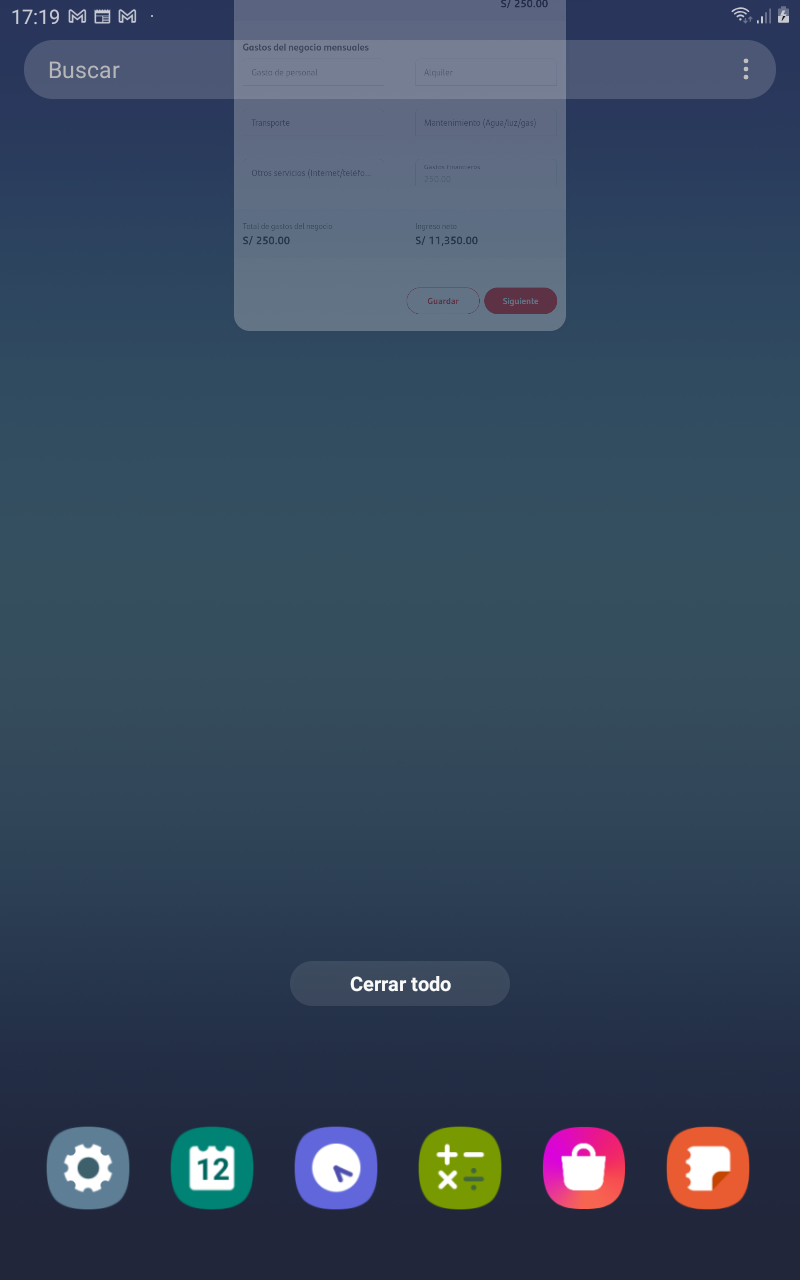 17:19
S/ 250.00
Gastos del negocio mensuales
Buscar
Gasto de personal
Alquiler
Transporte
Mantenimiento (Agua/luz/gas)
Otros servicios (Internet/teléfo...
Gastos financieros
250.00
Total de gastos del negocio
Ingreso neto
S/ 250.00
S/ 11,350.00
Guardar
Siguiente
Cerrar todo
12